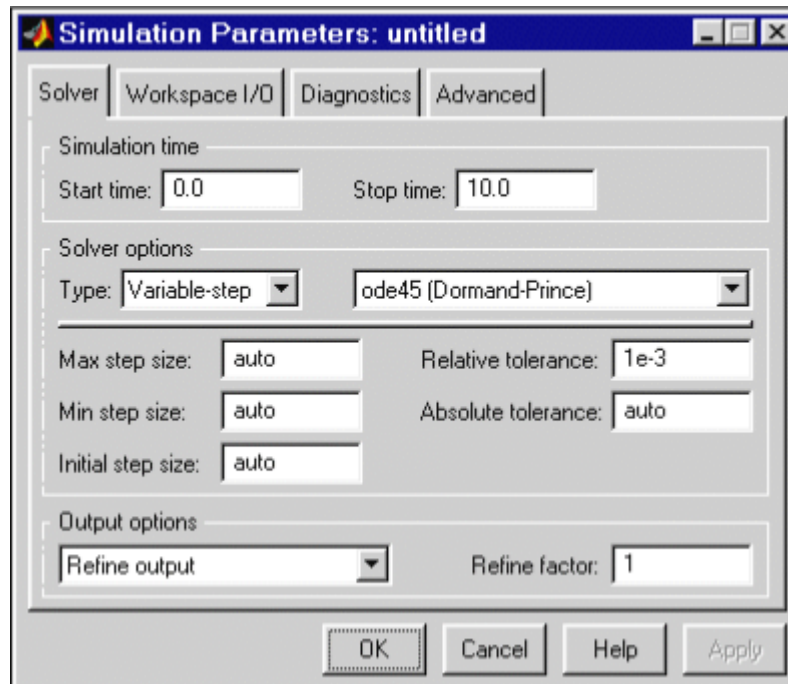 Simulation Parameters: untitled
Solver Workspace I/O Diagnostics Advanced
Simulation time
Start time: 0.0 Stop time: 10.0
Solver options
Type: Variable-step ode45 (Dormand-Prince)
Max step size: auto Relative tolerance: 1e-3
Min step size: auto Absolute tolerance: auto
Initial step size: auto
Output options
Refine output Refine factor: 1
OK Cancel Help Apply